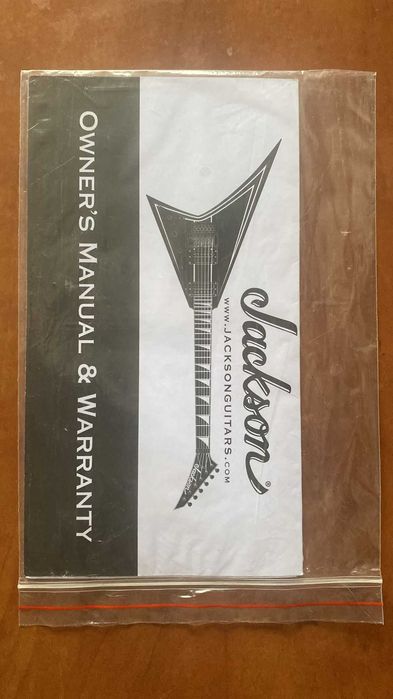 Jackson®
www.JACKSONGUITARS.com
OWNER'S MANUAL & WARRANTY